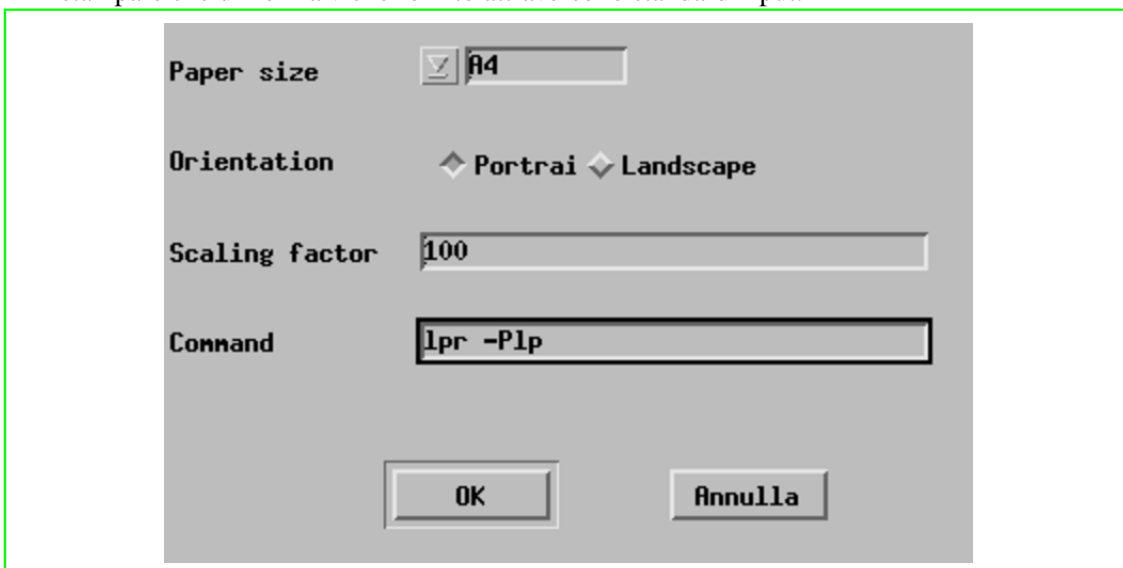 Paper size A4
Orientation Portrai Landscape
Scaling factor 100
Command lpr -Plp
OK Annulla